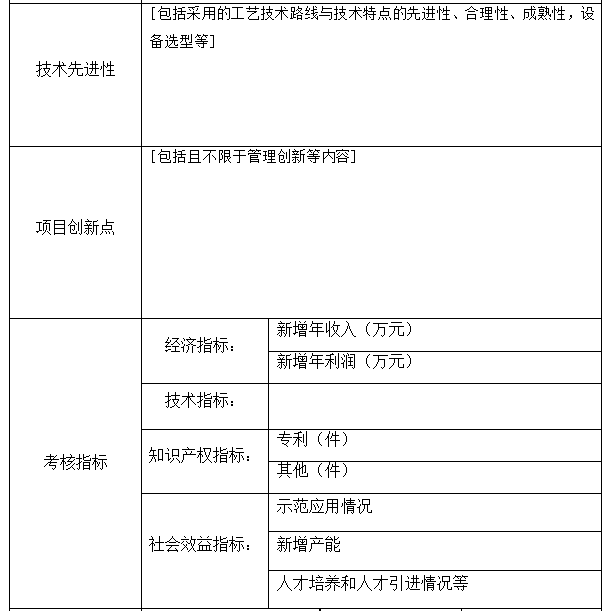 [包括采用的工艺技术路线与技术特点的先进性、合理性、成熟性，设
备选型等]
技术先进性
[包括且不限于管理创新等内容]
项目创新点
考核指标
经济指标：
新增年收入（万元）
新增年利润（万元）
技术指标：
知识产权指标：
专利（件）
其他（件）
社会效益指标：
示范应用情况
新增产能
人才培养和人才引进情况等